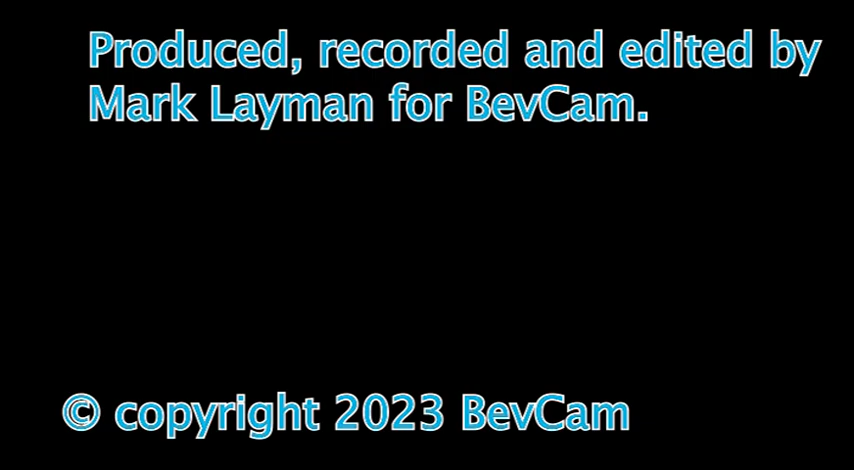 Produced, recorded and edited by
Mark Layman for BevCam.
© copyright 2023 BevCam